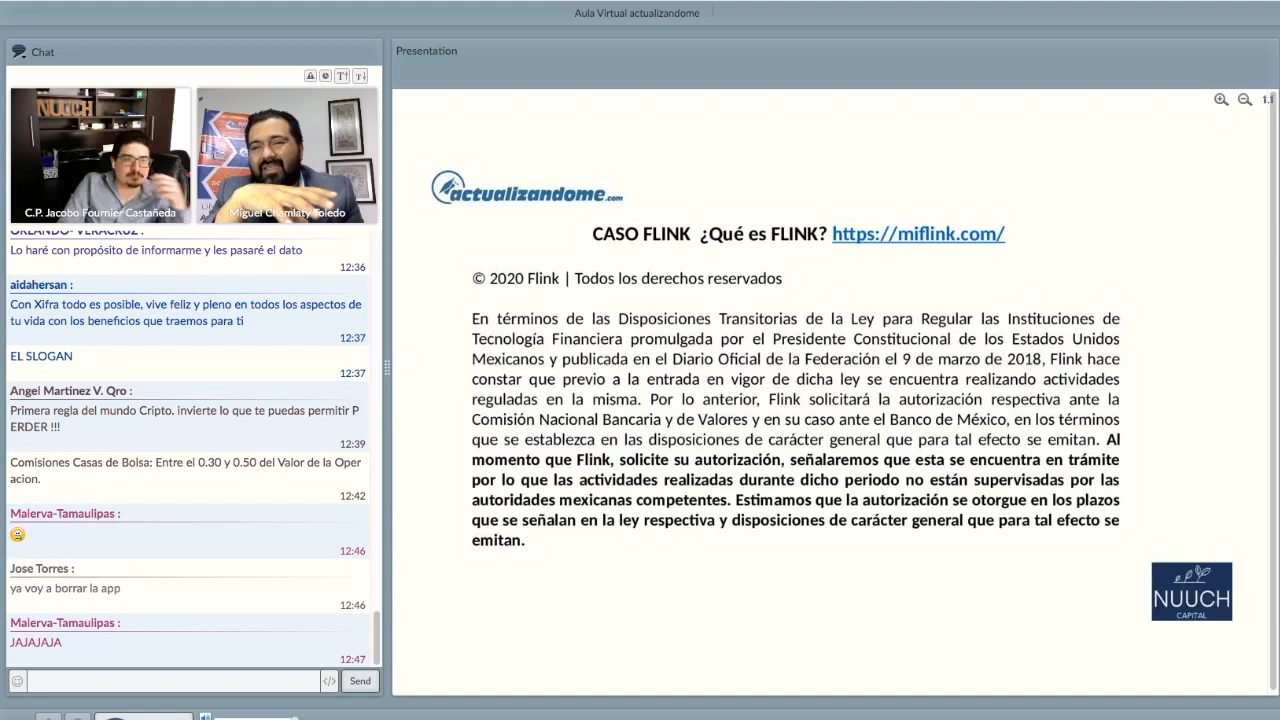 Aula Virtual actualizandome
Chat
NUUCH
C.P. Jacobo Fournier Castañeda
Miguel Chamlaty Toledo
ORLANDO- VERACRUZ :
Lo haré con propósito de informarme y les pasaré el dato
12:36
aidahersan :
Con Xifra todo es posible, vive feliz y pleno en todos los aspectos de
tu vida con los beneficios que traemos para ti
12:37
EL SLOGAN
12:37
Angel Martinez V. Qro :
Primera regla del mundo Cripto. invierte lo que te puedas permitir P
ERDER !!!
12:39
Comisiones Casas de Bolsa: Entre el 0.30 y 0.50 del Valor de la Oper
acion.
12:42
Malerva-Tamaulipas :
12:46
Jose Torres :
ya voy a borrar la app
12:46
Malerva-Tamaulipas :
JAJAJAJA
12:47
</>
Send
Presentation
actualizandome.com
CASO FLINK ¿Qué es FLINK? https://miflink.com/
© 2020 Flink | Todos los derechos reservados
En términos de las Disposiciones Transitorias de la Ley para Regular las Instituciones de
Tecnología Financiera promulgada por el Presidente Constitucional de los Estados Unidos
Mexicanos y publicada en el Diario Oficial de la Federación el 9 de marzo de 2018, Flink hace
constar que previo a la entrada en vigor de dicha ley se encuentra realizando actividades
reguladas en la misma. Por lo anterior, Flink solicitará la autorización respectiva ante la
Comisión Nacional Bancaria y de Valores y en su caso ante el Banco de México, en los términos
que se establezca en las disposiciones de carácter general que para tal efecto se emitan. Al
momento que Flink, solicite su autorización, señalaremos que esta se encuentra en trámite
por lo que las actividades realizadas durante dicho periodo no están supervisadas por las
autoridades mexicanas competentes. Estimamos que la autorización se otorgue en los plazos
que se señalan en la ley respectiva y disposiciones de carácter general que para tal efecto se
emitan.
NUUCH
CAPITAL